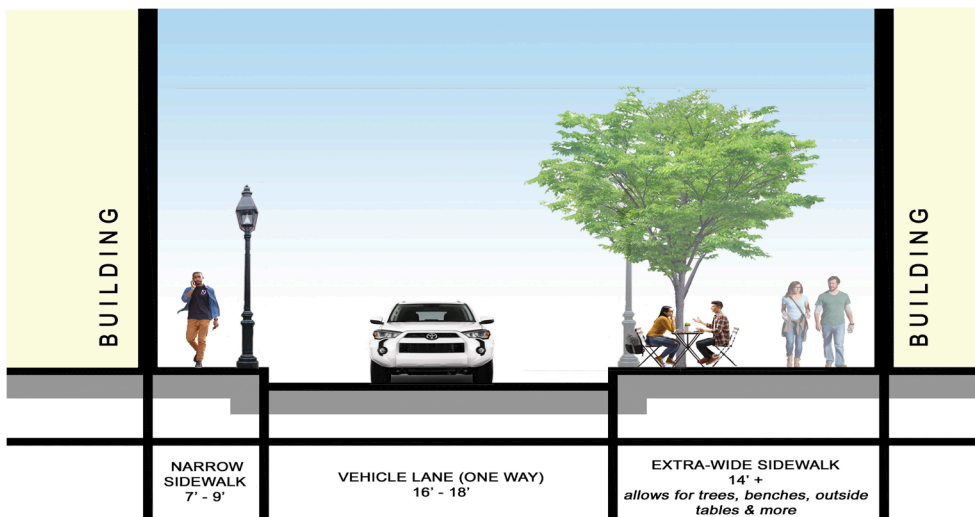 BUILDING
BUILDING
NARROW
SIDEWALK
7' - 9'
VEHICLE LANE (ONE WAY)
16' - 18'
EXTRA-WIDE SIDEWALK
14' +
allows for trees, benches, outside
tables & more